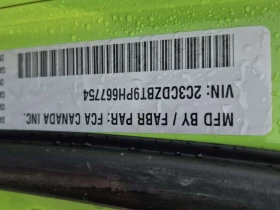 MFD BY / FABR PAR: FCA CANADA INC.
VIN: 2C3CDZBT9PH667754